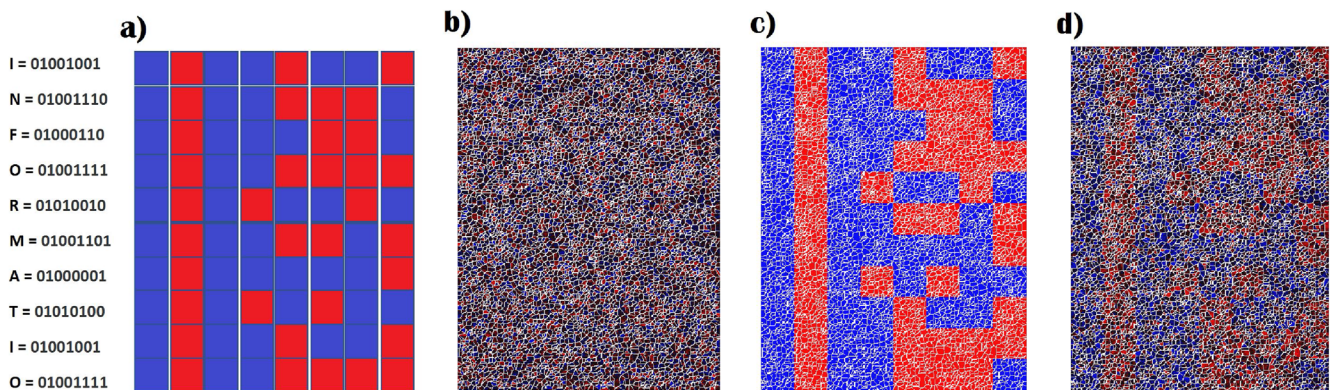 a)
b)
c)
d)
I = 01001001
N = 01001110
F = 01000110
O = 01001111
R = 01010010
M = 01001101
A = 01000001
T = 01010100
I = 01001001
O = 01001111